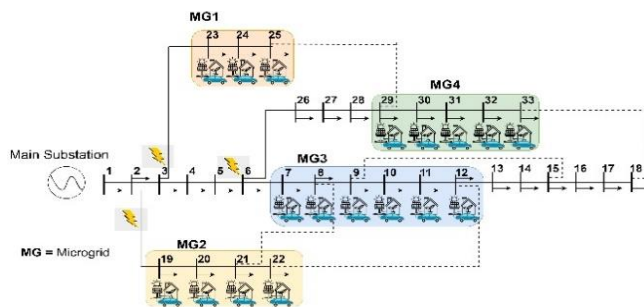 MG1
23 24 25
MG4
26 27 28 29 30 31 32 33
Main Substation
MG3
1 2 3 4 5 6 7 8 9 10 11 12 13 14 15 16 17 18
MG2
MG = Microgrid
19 20 21 22